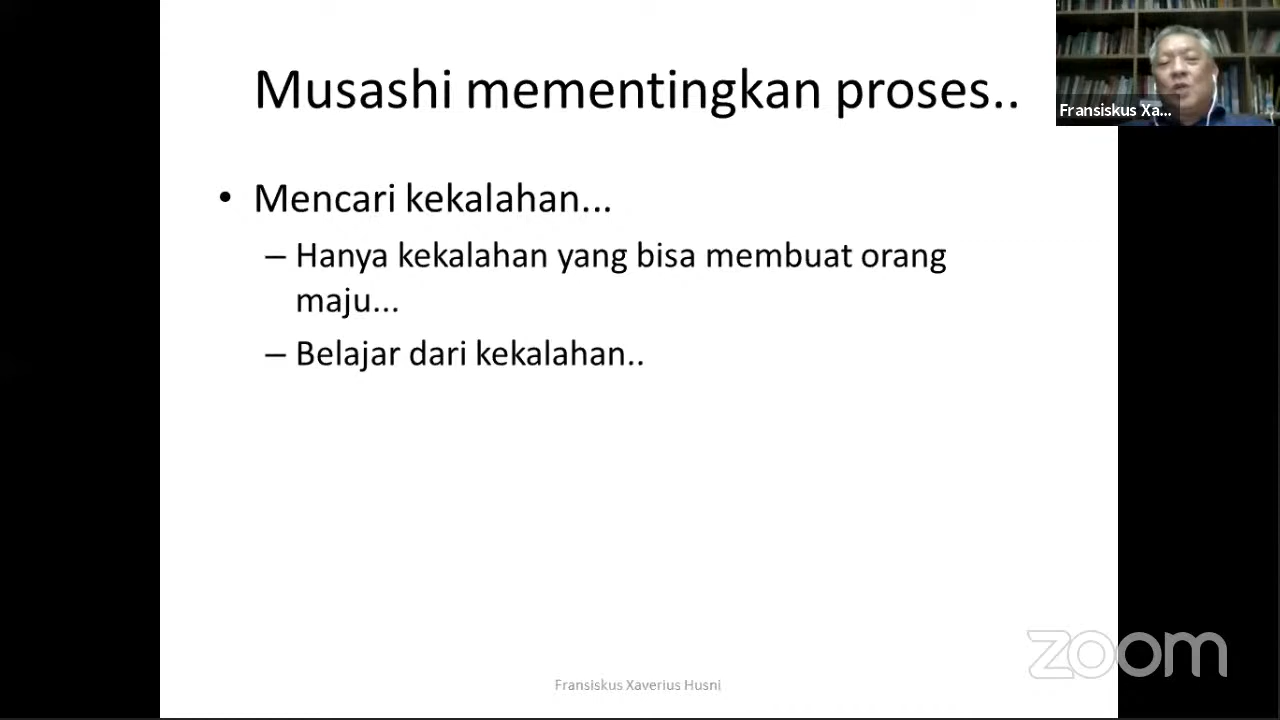 Musashi mementingkan proses..
Fransiskus Xa...
• Mencari kekalahan...
– Hanya kekalahan yang bisa membuat orang
maju...
– Belajar dari kekalahan..
zoom
Fransiskus Xaverius Husni